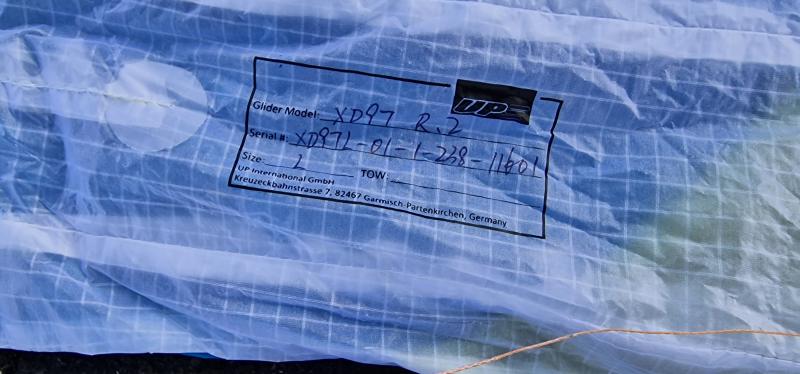 UP
Glider Model: XD97 R.2
Serial #: XD97L-01-1-238-11601
Size: L TOW:
UP International GmbH
Kreuzeckbahnstrasse 7, 82467 Garmisch-Partenkirchen, Germany